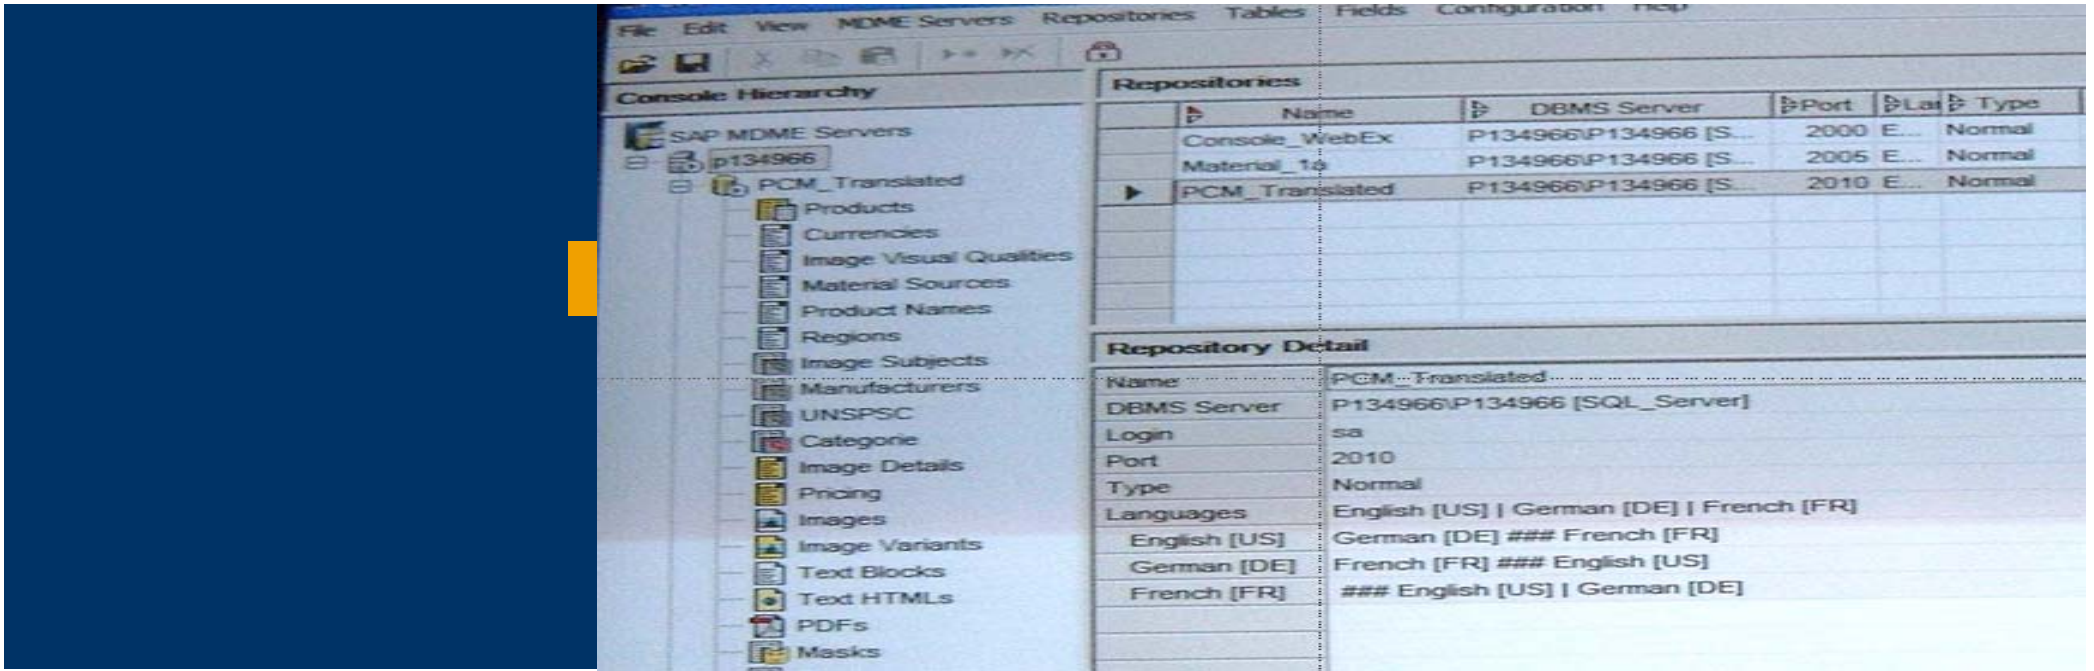 File Edit View MDME Servers Repositories Tables Fields Configuration Help
Console Hierarchy
SAP MDME Servers
p134966
PCM_Translated
Products
Currencies
Image Visual Qualities
Material Sources
Product Names
Regions
Image Subjects
Manufacturers
UNSPSC
Categorie
Image Details
Pricing
Images
Image Variants
Text Blocks
Text HTMLs
PDFs
Masks
Repositories
Name DBMS Server Port Lan Type
Console_WebEx P134966\P134966 [S... 2000 E... Normal
Material_1a P134966\P134966 [S... 2005 E... Normal
PCM_Translated P134966\P134966 [S... 2010 E... Normal
Repository Detail
Name PCM_Translated
DBMS Server P134966\P134966 [SQL_Server]
Login sa
Port 2010
Type Normal
Languages English [US] | German [DE] | French [FR]
English [US] German [DE] ### French [FR]
German [DE] French [FR] ### English [US]
French [FR] ### English [US] | German [DE]